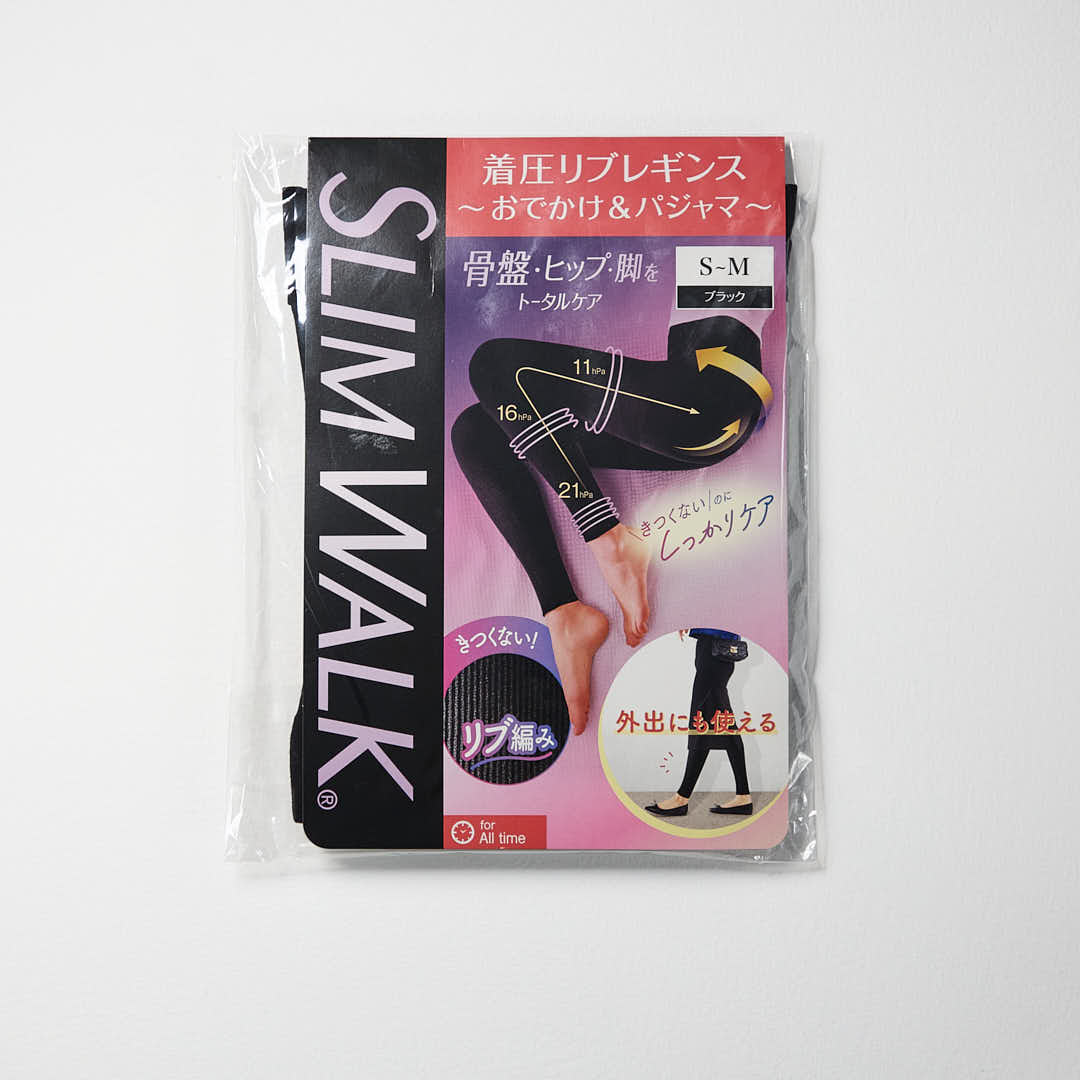 SLIM WALK®
着圧リブレギンス
～おでかけ&パジャマ～
骨盤・ヒップ・脚を
トータルケア
S~M
ブラック
11hPa
16hPa
21hPa
きつくない のに
しっかりケア
きつくない!
リブ編み
外出にも使える
for
All time